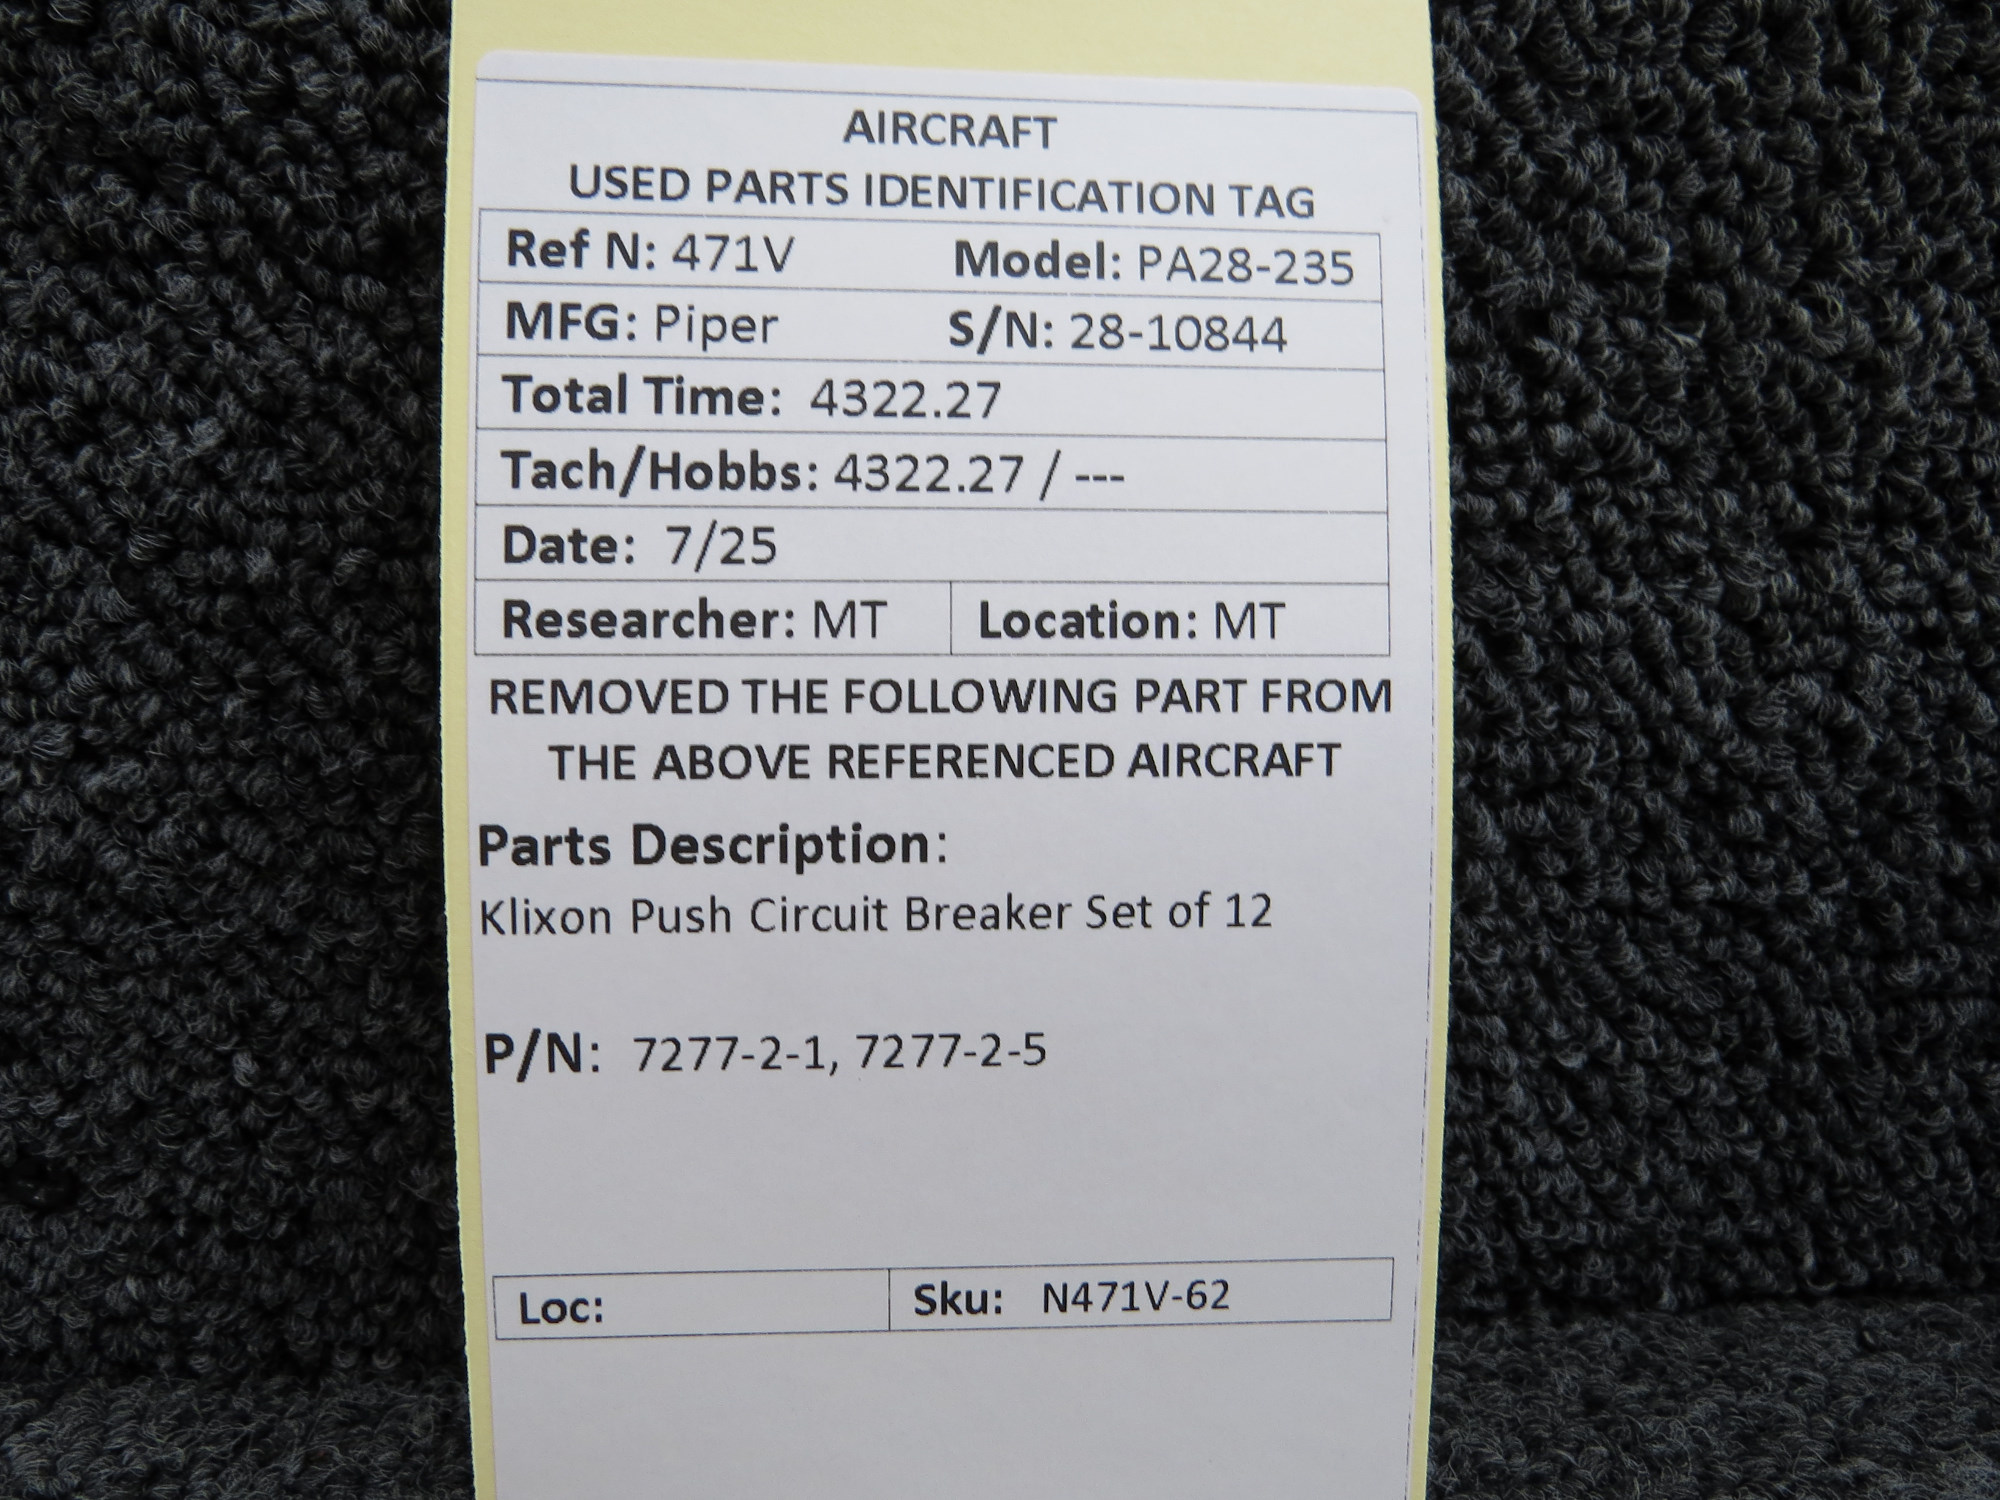 AIRCRAFT
USED PARTS IDENTIFICATION TAG
Ref N: 471V Model: PA28-235
MFG: Piper S/N: 28-10844
Total Time: 4322.27
Tach/Hobbs: 4322.27 / ---
Date: 7/25
Researcher: MT Location: MT
REMOVED THE FOLLOWING PART FROM
THE ABOVE REFERENCED AIRCRAFT
Parts Description:
Klixon Push Circuit Breaker Set of 12
P/N: 7277-2-1, 7277-2-5
Loc: Sku: N471V-62